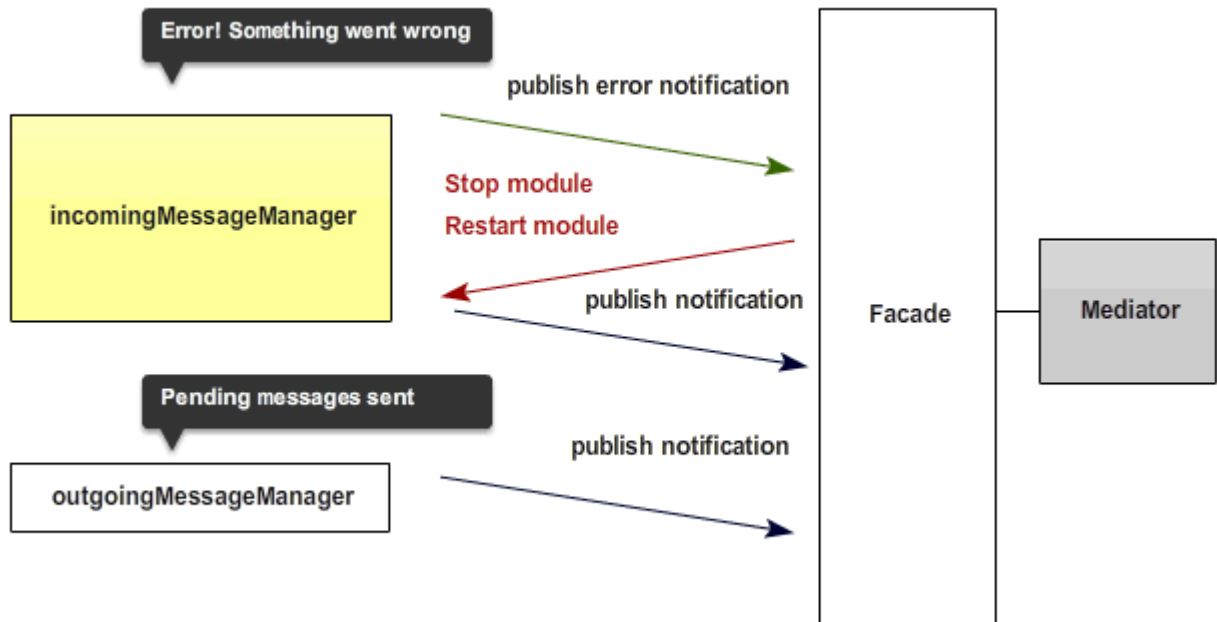 Error! Something went wrong
publish error notification
incomingMessageManager
Stop module
Restart module
publish notification
Facade
Mediator
Pending messages sent
publish notification
outgoingMessageManager